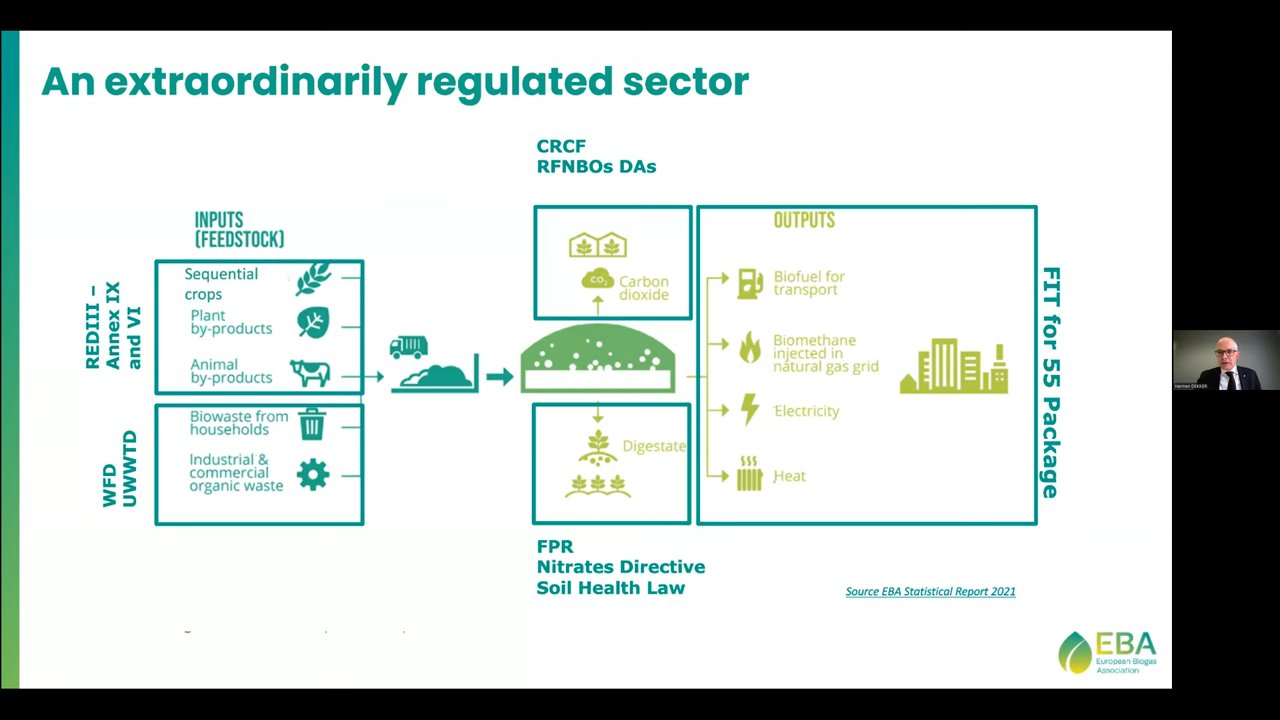 An extraordinarily regulated sector
CRCF
RFNBOs DAs
INPUTS
(FEEDSTOCK)
REDIII –
Annex IX
and VI
Sequential
crops
Plant
by-products
Animal
by-products
WFD
UWWTD
Biowaste from
households
Industrial &
commercial
organic waste
CO2
Carbon
dioxide
Digestate
OUTPUTS
Biofuel for
transport
Biomethane
injected in
natural gas grid
Electricity
Heat
FIT for 55 Package
FPR
Nitrates Directive
Soil Health Law
Source EBA Statistical Report 2021
EBA
European Biogas
Association
Harmen DEKKER